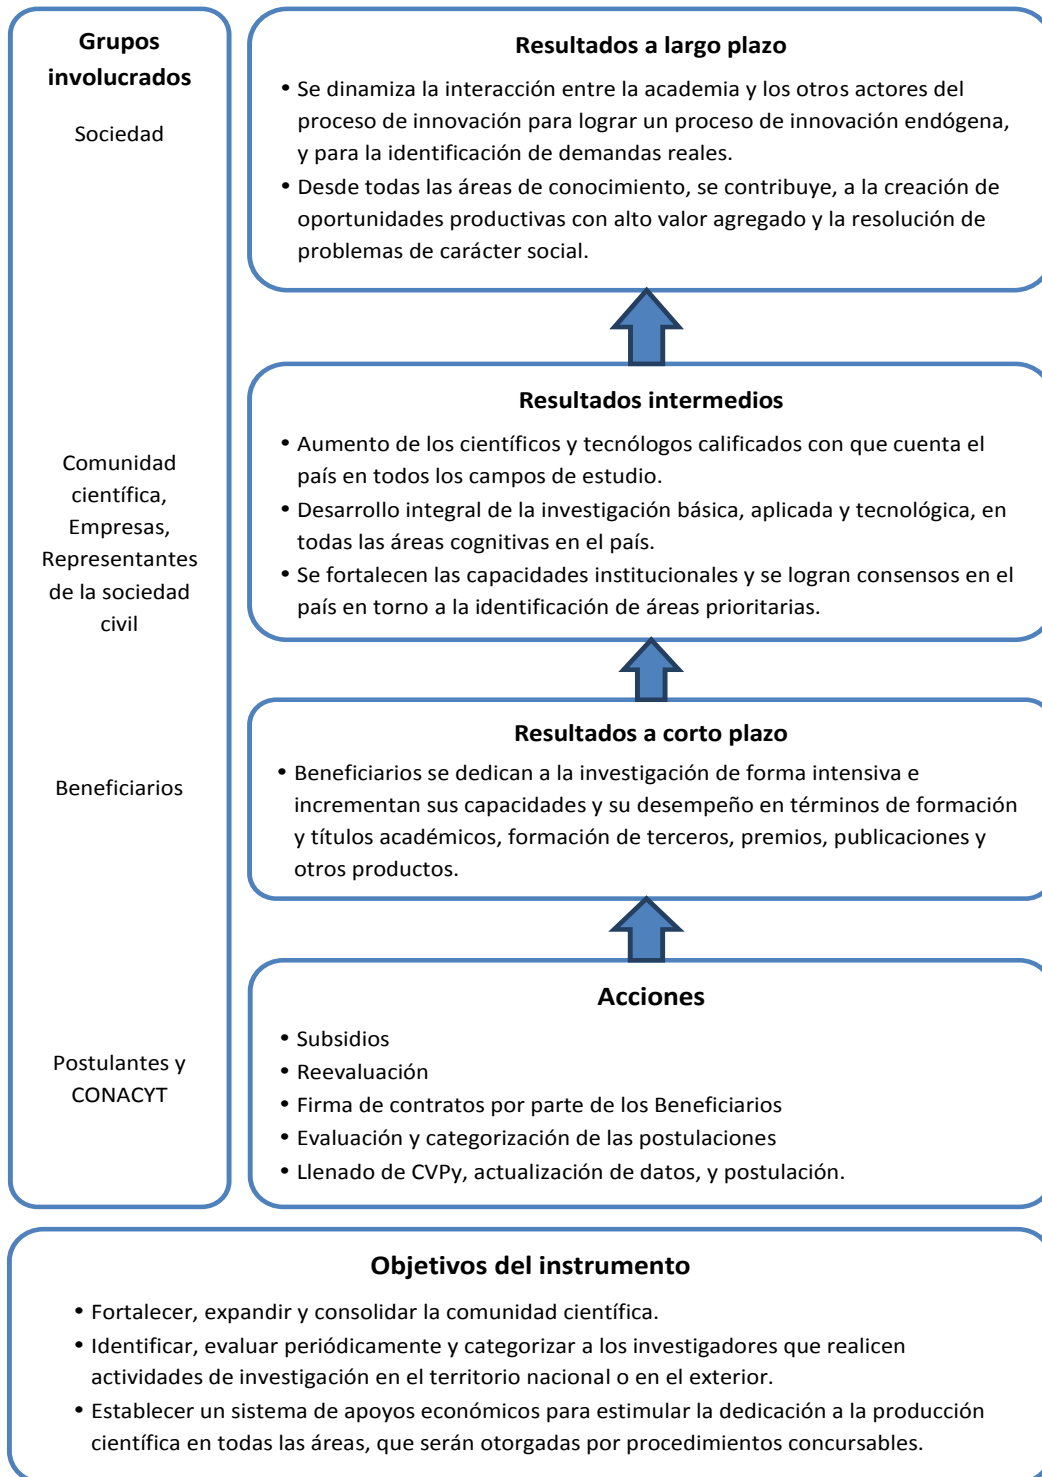 Grupos
involucrados
Sociedad
Comunidad
científica,
Empresas,
Representantes
de la sociedad
civil
Beneficiarios
Postulantes y
CONACYT
Resultados a largo plazo
• Se dinamiza la interacción entre la academia y los otros actores del
proceso de innovación para lograr un proceso de innovación endógena,
y para la identificación de demandas reales.
• Desde todas las áreas de conocimiento, se contribuye, a la creación de
oportunidades productivas con alto valor agregado y la resolución de
problemas de carácter social.
Resultados intermedios
• Aumento de los científicos y tecnólogos calificados con que cuenta el
país en todos los campos de estudio.
• Desarrollo integral de la investigación básica, aplicada y tecnológica, en
todas las áreas cognitivas en el país.
• Se fortalecen las capacidades institucionales y se logran consensos en el
país en torno a la identificación de áreas prioritarias.
Resultados a corto plazo
• Beneficiarios se dedican a la investigación de forma intensiva e
incrementan sus capacidades y su desempeño en términos de formación
y títulos académicos, formación de terceros, premios, publicaciones y
otros productos.
Acciones
• Subsidios
• Reevaluación
• Firma de contratos por parte de los Beneficiarios
• Evaluación y categorización de las postulaciones
• Llenado de CVPy, actualización de datos, y postulación.
Objetivos del instrumento
• Fortalecer, expandir y consolidar la comunidad científica.
• Identificar, evaluar periódicamente y categorizar a los investigadores que realicen
actividades de investigación en el territorio nacional o en el exterior.
• Establecer un sistema de apoyos económicos para estimular la dedicación a la producción
científica en todas las áreas, que serán otorgadas por procedimientos concursables.